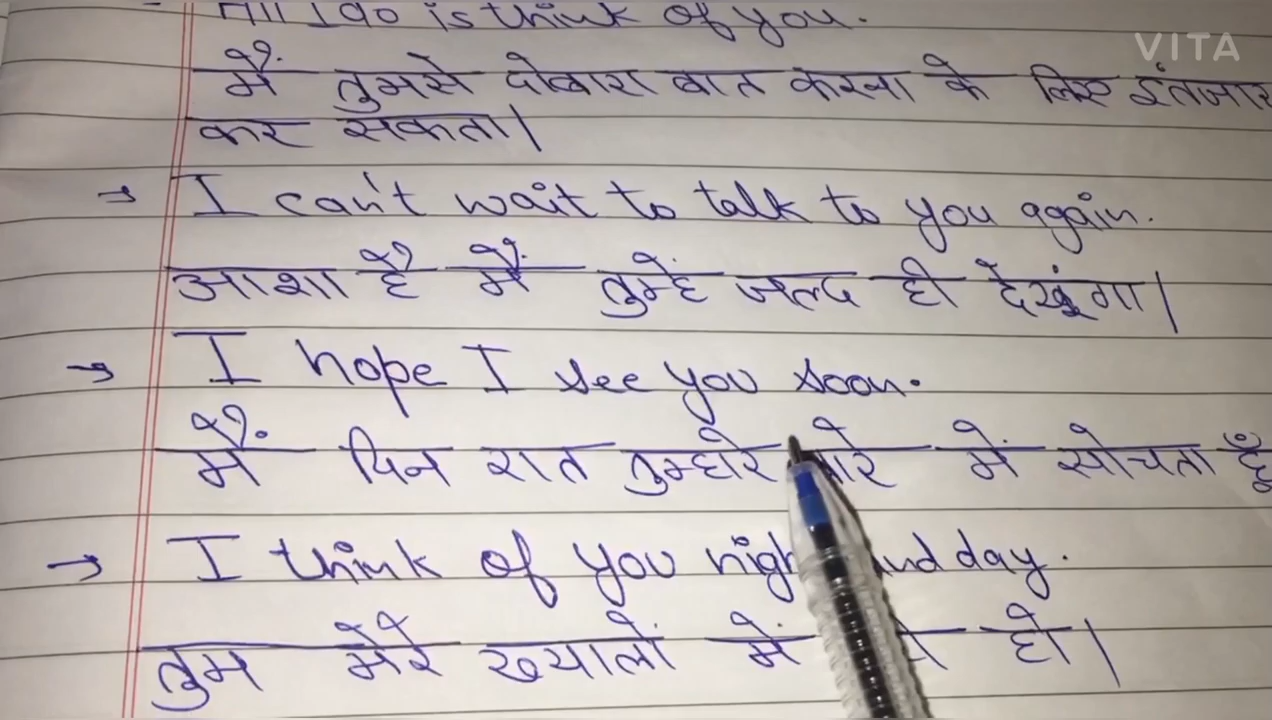 All I do is think of you.
VITA
मैं तुमसे दोबारा बात करना के लिए इंतजार
कर सकता।
→ I can't wait to talk to you again.
आशा है मैं तुम्हे जल्द ही देखूंगा।
→ I hope I see you soon.
मैं दिन रात तुम्हारे बारे में सोचता हूँ
→ I think of you night and day.
तुम मेरे ख्यालों में हो।